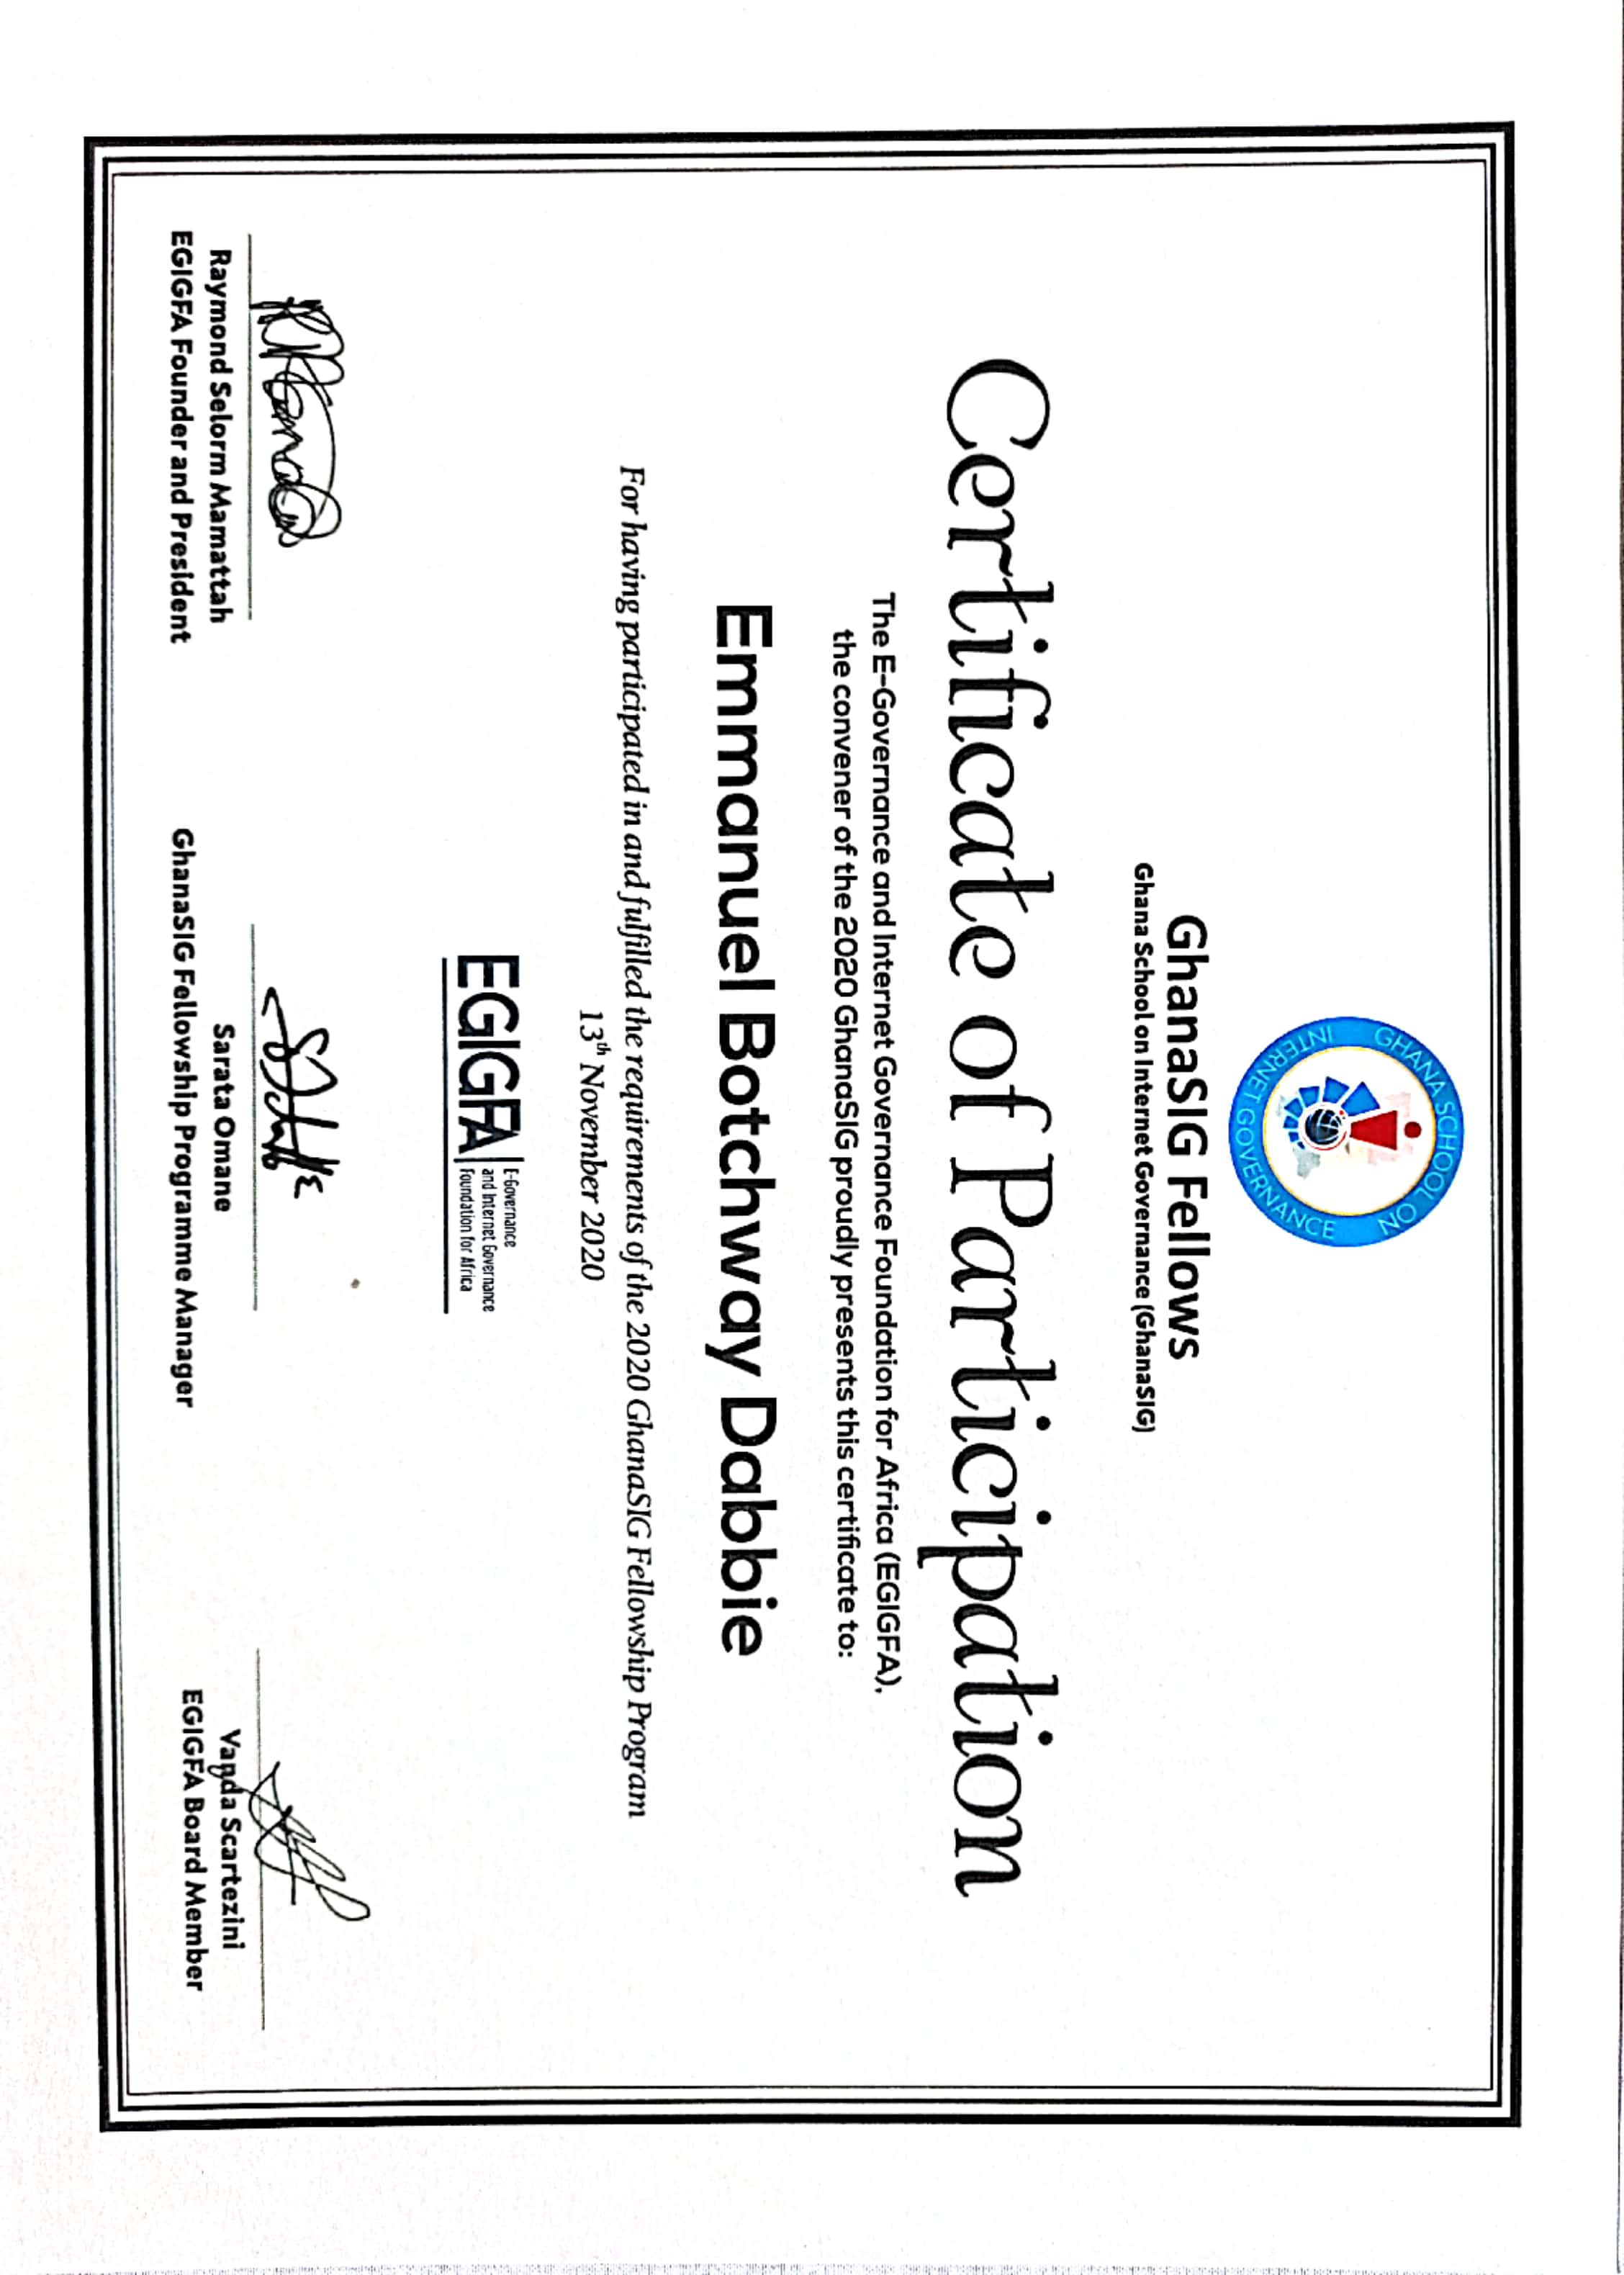 GHANA SCHOOL ON
INTERNET GOVERNANCE
GhanaSIG Fellows
Ghana School on Internet Governance (GhanaSIG)
Certificate of Participation
The E-Governance and Internet Governance Foundation for Africa (EGIGFA),
the convener of the 2020 GhanaSIG proudly presents this certificate to:
Emmanuel Botchway Dabbie
For having participated in and fulfilled the requirements of the 2020 GhanaSIG Fellowship Program
13th November 2020
EGIGFA
E-Governance
and Internet Governance
Foundation for Africa
Raymond Selorm Mamattah
EGIGFA Founder and President
Sarata Omane
GhanaSIG Fellowship Programme Manager
Vanda Scartezini
EGIGFA Board Member